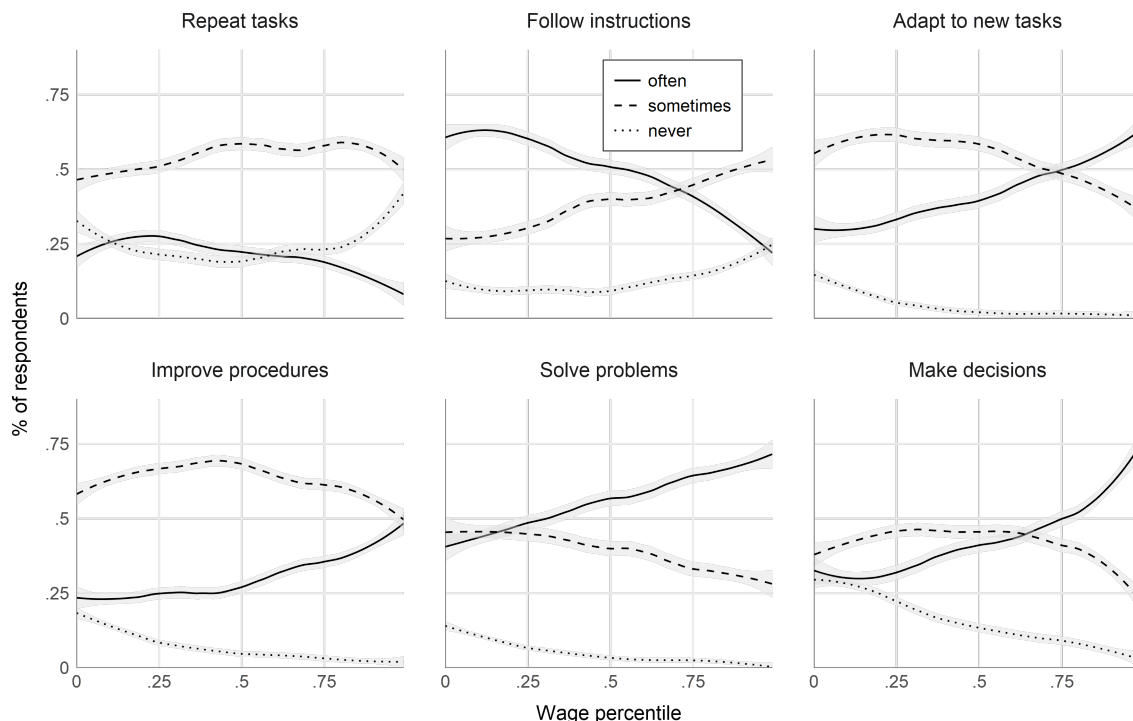 Repeat tasks
Follow instructions
Adapt to new tasks
often
sometimes
never
.75
.5
.25
0
% of respondents
Improve procedures
Solve problems
Make decisions
.75
.5
.25
0
0 .25 .5 .75
0 .25 .5 .75
0 .25 .5 .75
Wage percentile